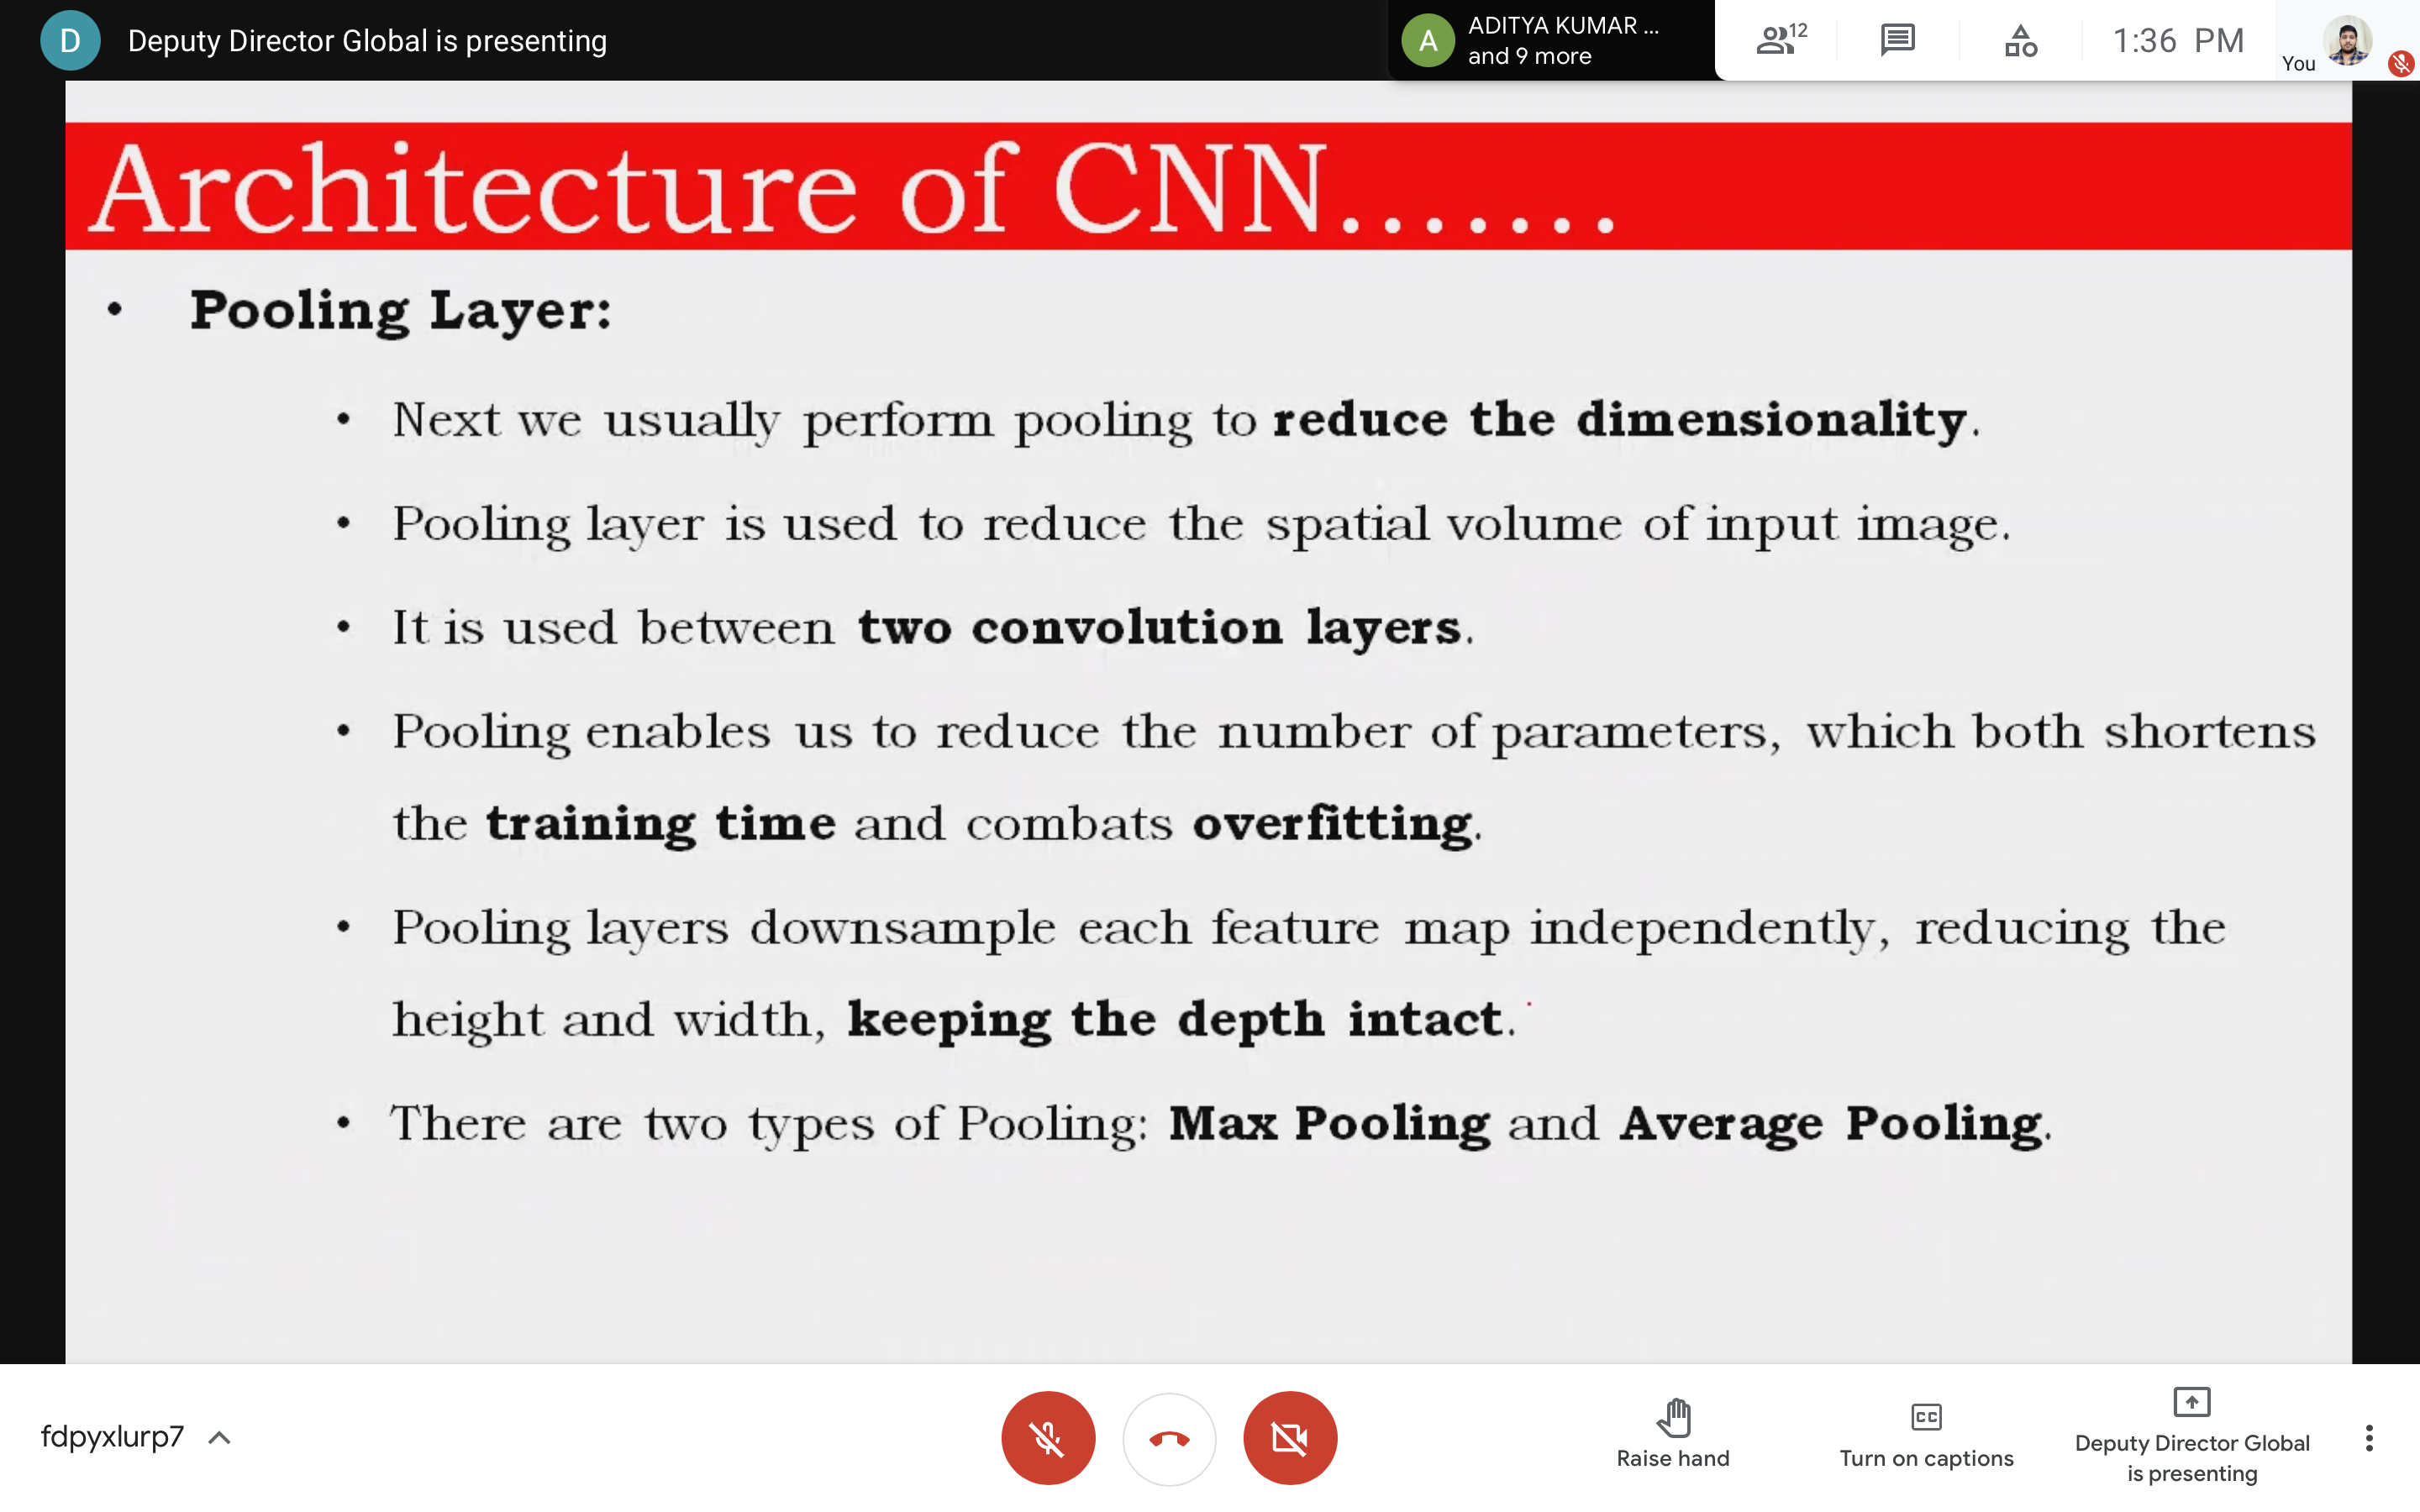 D
Deputy Director Global is presenting
A
ADITYA KUMAR ...
and 9 more
12
1:36 PM
You
Architecture of CNN.......
• Pooling Layer:
• Next we usually perform pooling to reduce the dimensionality.
• Pooling layer is used to reduce the spatial volume of input image.
• It is used between two convolution layers.
• Pooling enables us to reduce the number of parameters, which both shortens
the training time and combats overfitting.
• Pooling layers downsample each feature map independently, reducing the
height and width, keeping the depth intact.
• There are two types of Pooling: Max Pooling and Average Pooling.
fdpyxlurp7
Raise hand
CC
Turn on captions
Deputy Director Global
is presenting